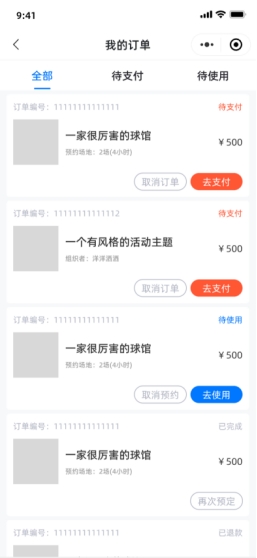 9:41
我的订单
全部 待支付 待使用
订单编号：11111111111111 待支付
一家很厉害的球馆
预约场地：2场(4小时) ￥500
取消订单 去支付
订单编号：11111111111112 待支付
一个有风格的活动主题
组织者：洋洋洒洒 ￥500
取消订单 去支付
订单编号：11111111111111 待使用
一家很厉害的球馆
预约场地：2场(4小时) ￥500
取消预约 去使用
订单编号：11111111111111 已完成
一家很厉害的球馆
预约场地：2场(4小时) ￥500
再次预定
订单编号：11111111111111 已退款